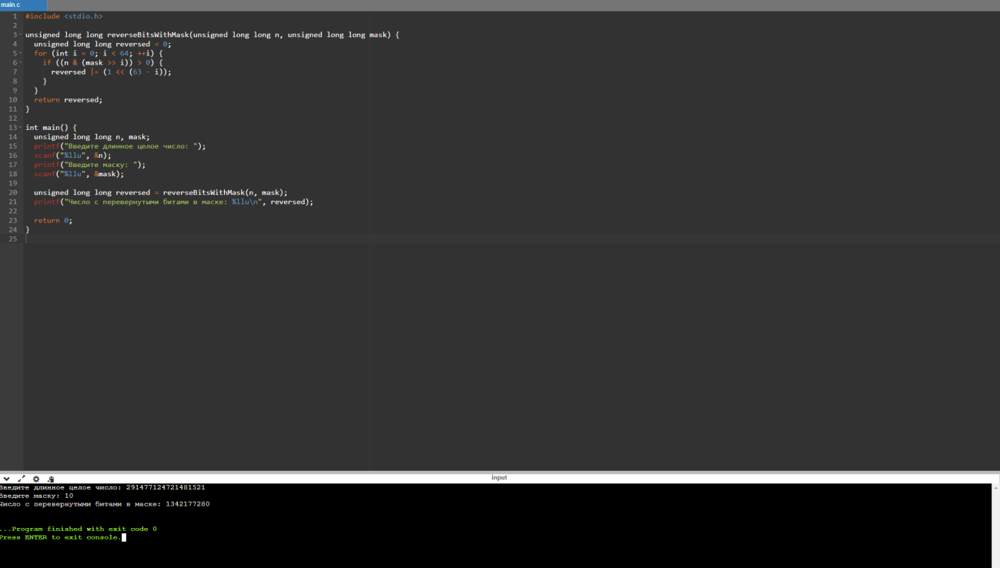 main.c
1 #include <stdio.h>
2
3 unsigned long long reverseBitsWithMask(unsigned long long n, unsigned long long mask) {
4 unsigned long long reversed = 0;
5 for (int i = 0; i < 64; ++i) {
6 if ((n & (mask >> i)) > 0) {
7 reversed |= (1 << (63 - i));
8 }
9 }
10 return reversed;
11 }
12
13 int main() {
14 unsigned long long n, mask;
15 printf("Введите длинное целое число: ");
16 scanf("%llu", &n);
17 printf("Введите маску: ");
18 scanf("%llu", &mask);
19
20 unsigned long long reversed = reverseBitsWithMask(n, mask);
21 printf("Число с перевернутыми битами в маске: %llu\n", reversed);
22
23 return 0;
24 }
25
input
Введите длинное целое число: 291477124721481521
Введите маску: 10
Число с перевернутыми битами в маске: 1342177280
...Program finished with exit code 0
Press ENTER to exit console.